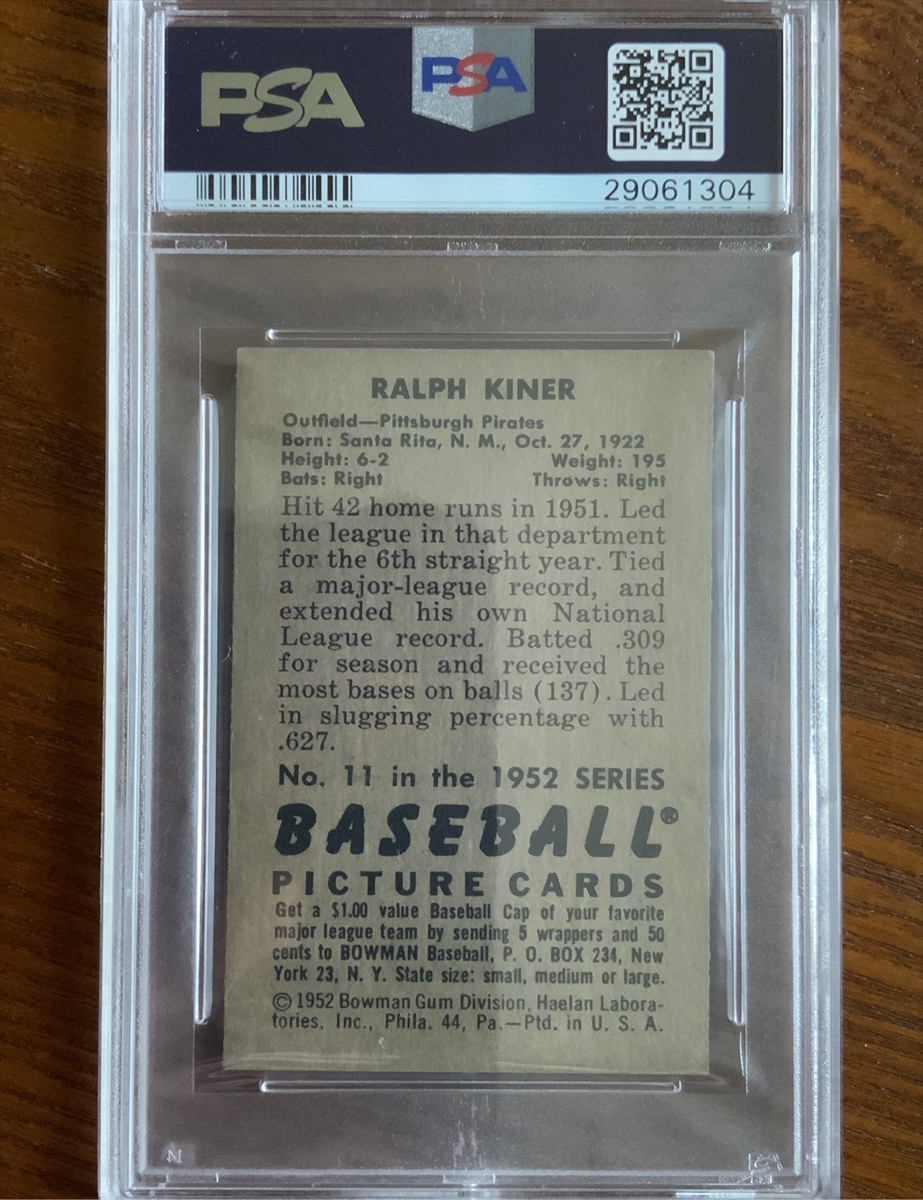 PSA
PSA
29061304
RALPH KINER
Outfield—Pittsburgh Pirates
Born: Santa Rita, N. M., Oct. 27, 1922
Height: 6-2 Weight: 195
Bats: Right Throws: Right
Hit 42 home runs in 1951. Led
the league in that department
for the 6th straight year. Tied
a major-league record, and
extended his own National
League record. Batted .309
for season and received the
most bases on balls (137). Led
in slugging percentage with
.627.
No. 11 in the 1952 SERIES
BASEBALL®
PICTURE CARDS
Get a $1.00 value Baseball Cap of your favorite
major league team by sending 5 wrappers and 50
cents to BOWMAN Baseball, P. O. BOX 234, New
York 23, N. Y. State size: small, medium or large.
© 1952 Bowman Gum Division, Haelan Labora-
tories, Inc., Phila. 44, Pa.—Ptd. in U. S. A.